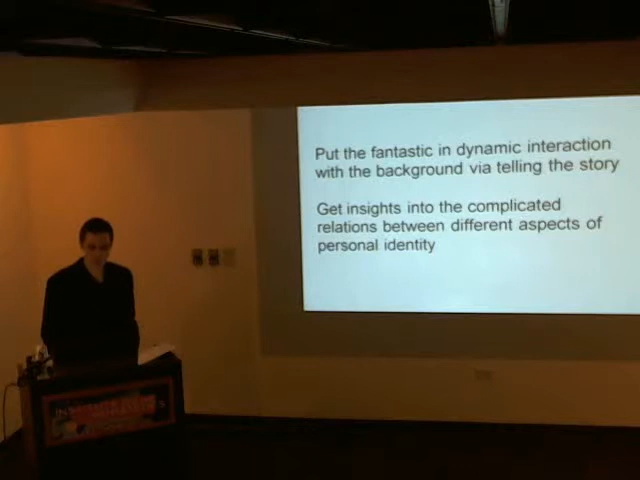 Put the fantastic in dynamic interaction
with the background via telling the story
Get insights into the complicated
relations between different aspects of
personal identity